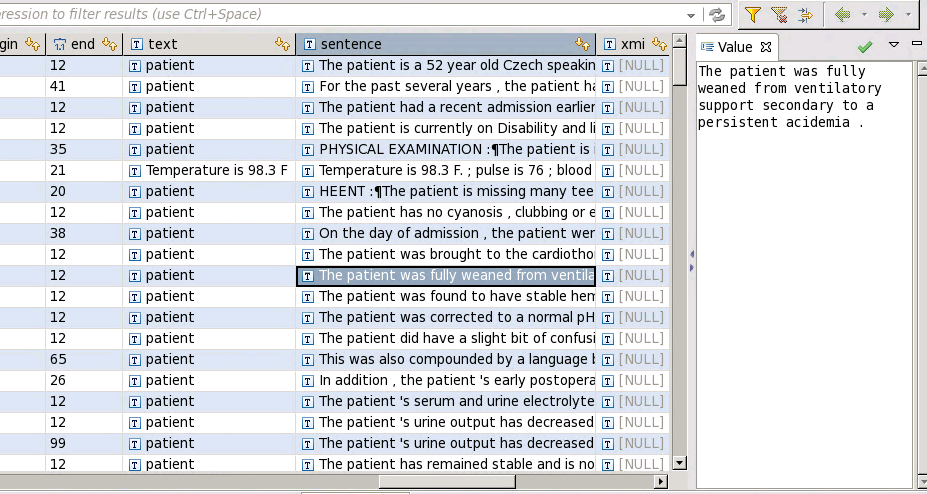 ression to filter results (use Ctrl+Space)
gin end text sentence xmi
12 patient The patient is a 52 year old Czech speakin [NULL]
41 patient For the past several years , the patient ha [NULL]
12 patient The patient had a recent admission earlier [NULL]
12 patient The patient is currently on Disability and li [NULL]
35 patient PHYSICAL EXAMINATION :¶The patient is i [NULL]
21 Temperature is 98.3 F Temperature is 98.3 F. ; pulse is 76 ; blood [NULL]
20 patient HEENT :¶The patient is missing many tee [NULL]
12 patient The patient has no cyanosis , clubbing or e [NULL]
38 patient On the day of admission , the patient wer [NULL]
12 patient The patient was brought to the cardiotho [NULL]
12 patient The patient was fully weaned from ventila [NULL]
12 patient The patient was found to have stable hem [NULL]
12 patient The patient was corrected to a normal pH [NULL]
12 patient The patient did have a slight bit of confusi [NULL]
65 patient This was also compounded by a language b [NULL]
26 patient In addition , the patient 's early postopera [NULL]
12 patient The patient 's serum and urine electrolyte [NULL]
12 patient The patient 's urine output has decreased [NULL]
99 patient The patient 's urine output has decreased [NULL]
12 patient The patient has remained stable and is no [NULL]
Value
The patient was fully
weaned from ventilatory
support secondary to a
persistent acidemia .